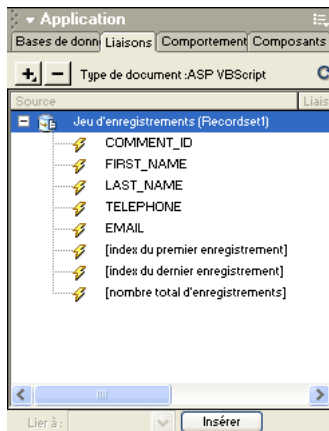 Application
Bases de donn Liaisons Comportement Composants
Type de document :ASP VBScript
Source Liais
Jeu d'enregistrements (Recordset1)
COMMENT_ID
FIRST_NAME
LAST_NAME
TELEPHONE
EMAIL
[index du premier enregistrement]
[index du dernier enregistrement]
[nombre total d'enregistrements]
Lier à : Insérer